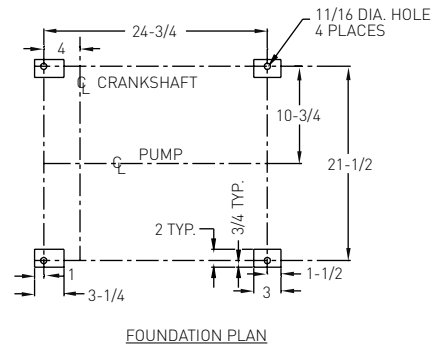 24-3/4
11/16 DIA. HOLE
4 PLACES
4
℄ CRANKSHAFT
10-3/4
℄ PUMP
21-1/2
2 TYP.
3/4 TYP.
1
3-1/4
3
1-1/2
FOUNDATION PLAN